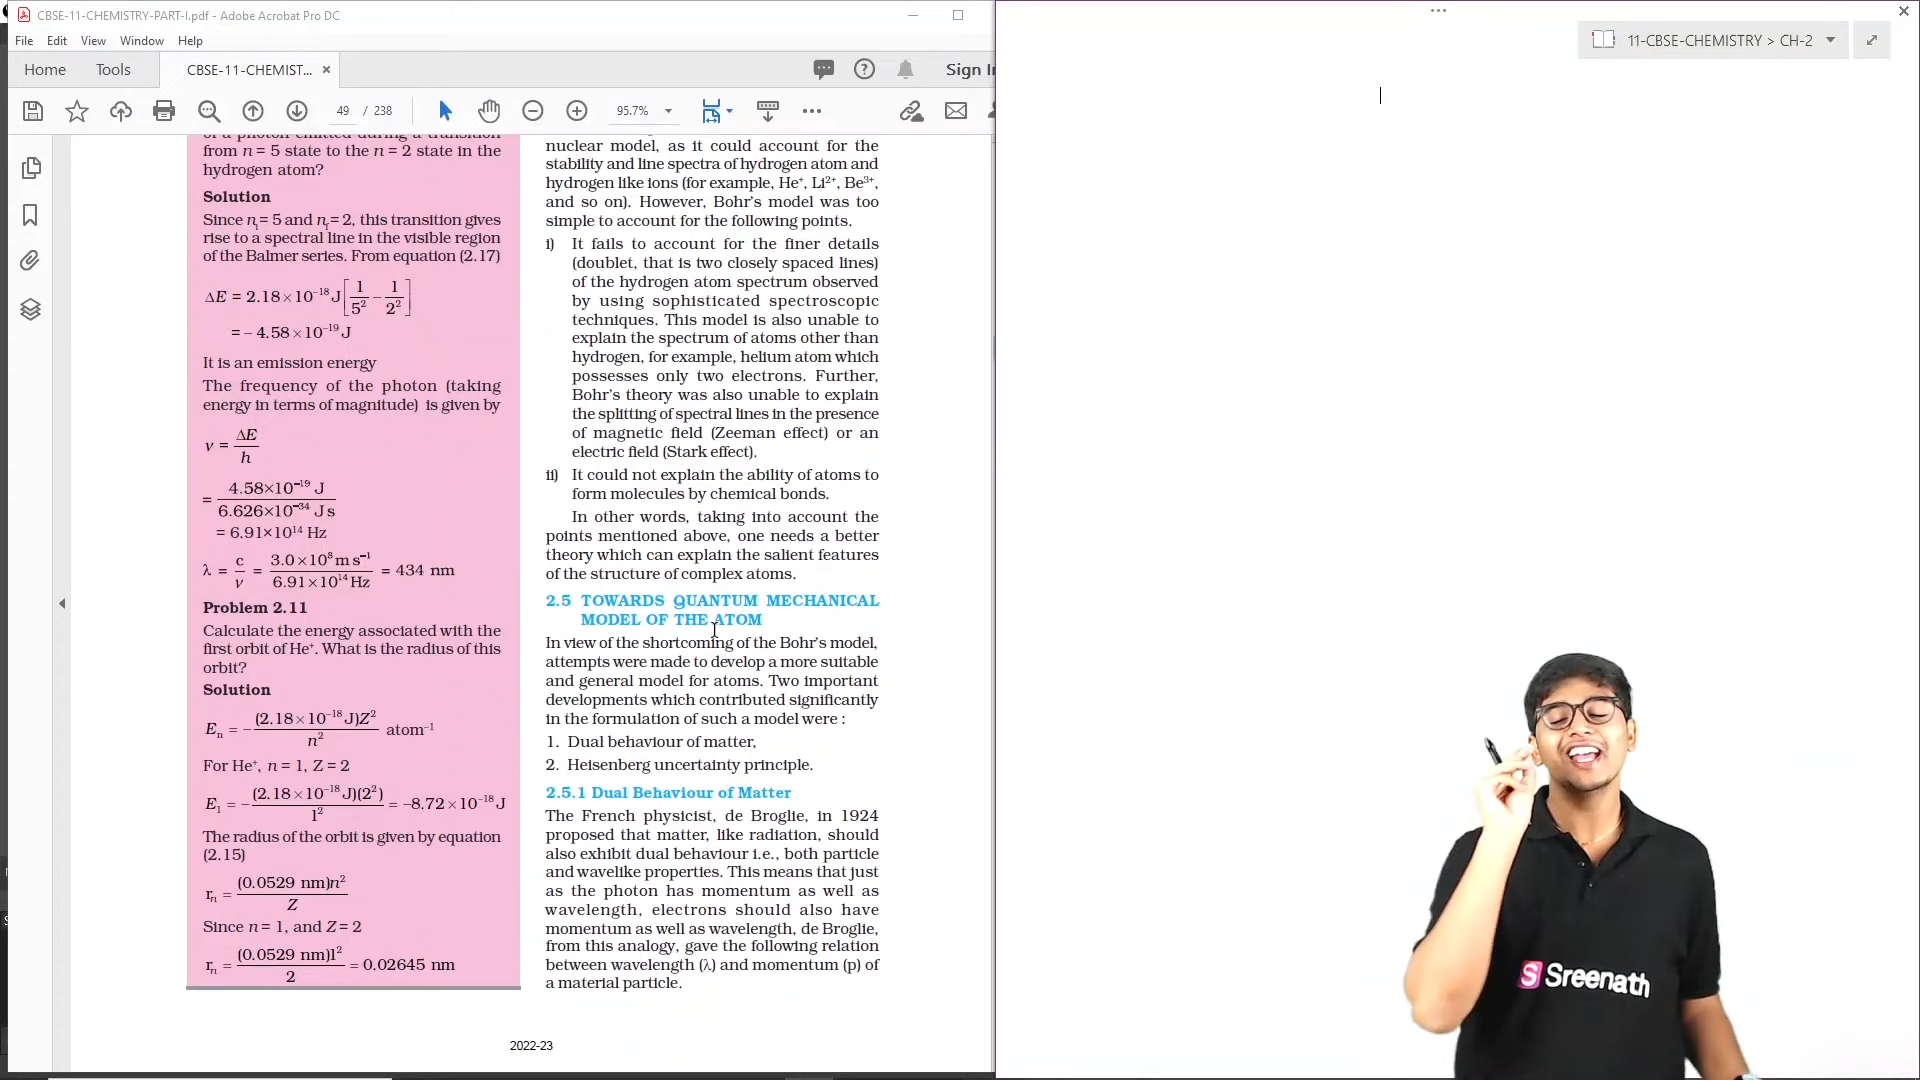 CBSE-11-CHEMISTRY-PART-I.pdf - Adobe Acrobat Pro DC
File Edit View Window Help
Home Tools CBSE-11-CHEMIST... × Sign In
49 / 238 95.7%
of a photon emitted during a transition
from n = 5 state to the n = 2 state in the
hydrogen atom?
Solution
Since nᵢ = 5 and n_f = 2, this transition gives
rise to a spectral line in the visible region
of the Balmer series. From equation (2.17)
ΔE = 2.18×10⁻¹⁸ J [1/5² − 1/2²]
= − 4.58×10⁻¹⁹ J
It is an emission energy
The frequency of the photon (taking
energy in terms of magnitude) is given by
ν = ΔE/h
= 4.58×10⁻¹⁹ J / 6.626×10⁻³⁴ J s
= 6.91×10¹⁴ Hz
λ = c/ν = 3.0×10⁸ m s⁻¹ / 6.91×10¹⁴ Hz = 434 nm
Problem 2.11
Calculate the energy associated with the
first orbit of He⁺. What is the radius of this
orbit?
Solution
Eₙ = −(2.18×10⁻¹⁸ J)Z²/n² atom⁻¹
For He⁺, n = 1, Z = 2
E₁ = −(2.18×10⁻¹⁸ J)(2²)/1² = −8.72×10⁻¹⁸ J
The radius of the orbit is given by equation
(2.15)
rₙ = (0.0529 nm)n²/Z
Since n = 1, and Z = 2
rₙ = (0.0529 nm)1²/2 = 0.02645 nm
nuclear model, as it could account for the
stability and line spectra of hydrogen atom and
hydrogen like ions (for example, He⁺, Li²⁺, Be³⁺,
and so on). However, Bohr's model was too
simple to account for the following points.
i) It fails to account for the finer details
(doublet, that is two closely spaced lines)
of the hydrogen atom spectrum observed
by using sophisticated spectroscopic
techniques. This model is also unable to
explain the spectrum of atoms other than
hydrogen, for example, helium atom which
possesses only two electrons. Further,
Bohr's theory was also unable to explain
the splitting of spectral lines in the presence
of magnetic field (Zeeman effect) or an
electric field (Stark effect).
ii) It could not explain the ability of atoms to
form molecules by chemical bonds.
In other words, taking into account the
points mentioned above, one needs a better
theory which can explain the salient features
of the structure of complex atoms.
2.5 TOWARDS QUANTUM MECHANICAL
MODEL OF THE ATOM
In view of the shortcoming of the Bohr's model,
attempts were made to develop a more suitable
and general model for atoms. Two important
developments which contributed significantly
in the formulation of such a model were :
1. Dual behaviour of matter,
2. Heisenberg uncertainty principle.
2.5.1 Dual Behaviour of Matter
The French physicist, de Broglie, in 1924
proposed that matter, like radiation, should
also exhibit dual behaviour i.e., both particle
and wavelike properties. This means that just
as the photon has momentum as well as
wavelength, electrons should also have
momentum as well as wavelength, de Broglie,
from this analogy, gave the following relation
between wavelength (λ) and momentum (p) of
a material particle.
2022-23
11-CBSE-CHEMISTRY > CH-2
S Sreenath